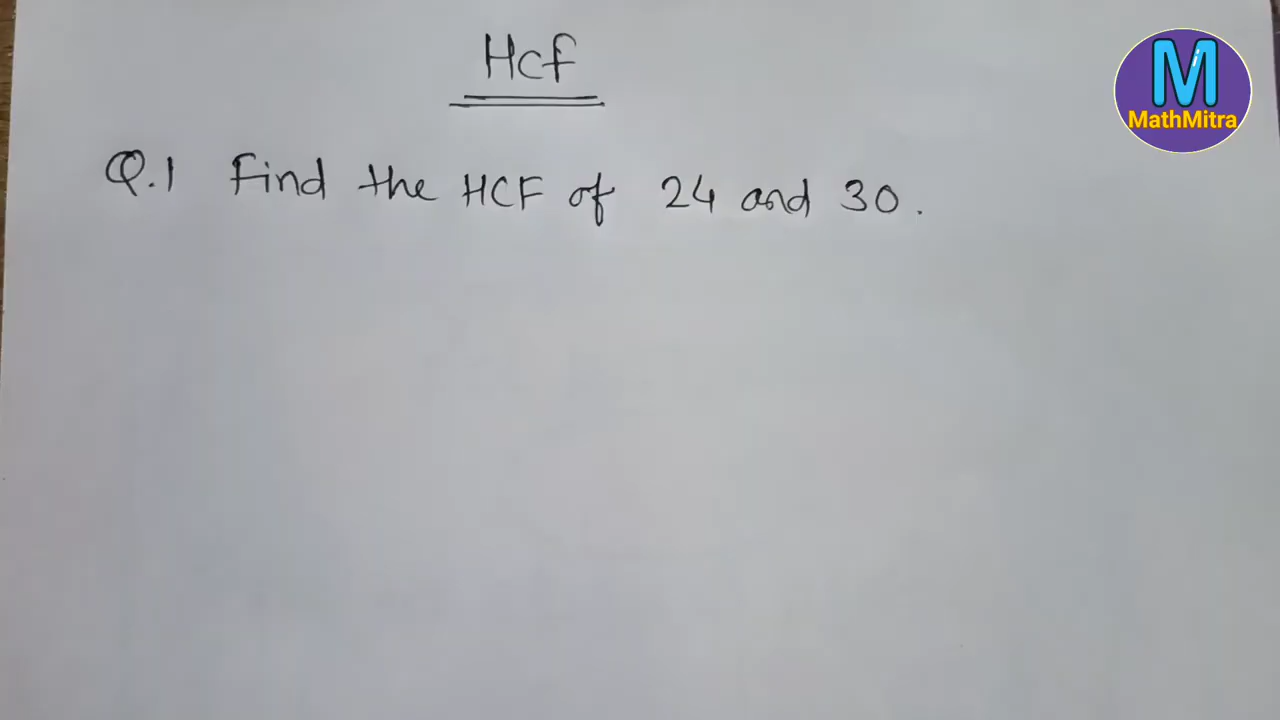 Hcf
Q.1 Find the HCF of 24 and 30.
M
MathMitra